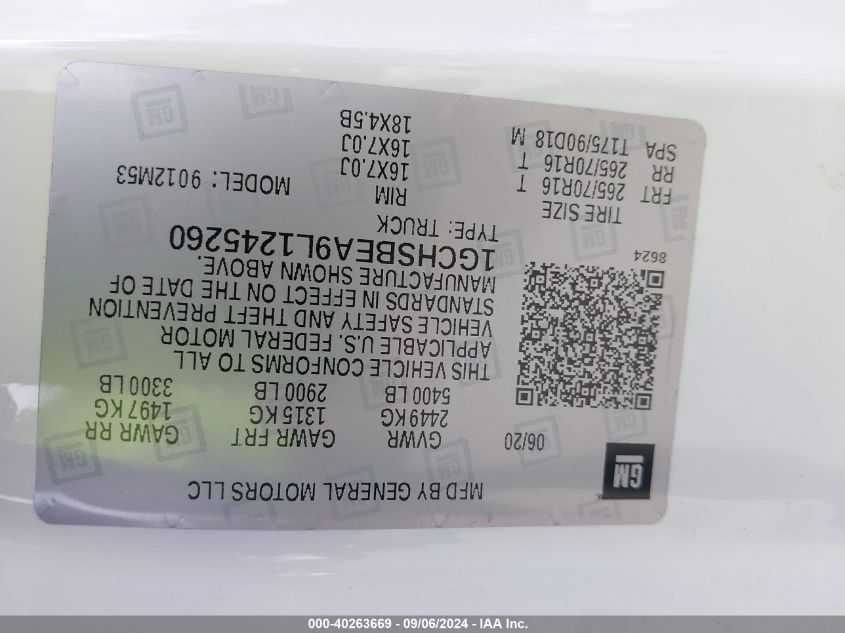 MFD BY GENERAL MOTORS LLC
GM
06/20
GVWR GAWR FRT GAWR RR
2449 KG 1315 KG 1497 KG
5400 LB 2900 LB 3300 LB
THIS VEHICLE CONFORMS TO ALL
APPLICABLE U.S. FEDERAL MOTOR
VEHICLE SAFETY AND THEFT PREVENTION
STANDARDS IN EFFECT ON THE DATE OF
MANUFACTURE SHOWN ABOVE.
1GCHSBEA9L1245260
8624
TYPE: TRUCK MODEL: 9012M53
TIRE SIZE RIM
FRT 265/70R16 T 16X7.0J
RR 265/70R16 T 16X7.0J
SPA T175/90D18 M 18X4.5B
000-40263669 - 09/06/2024 - IAA Inc.